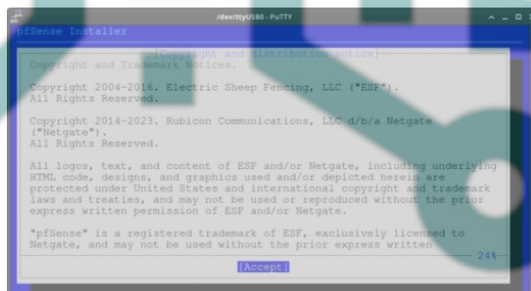 /dev/ttyUSB0 - PuTTY
pfSense Installer
[Copyright and distribution notice]
Copyright and Trademark Notices.
Copyright 2004-2016. Electric Sheep Fencing, LLC ("ESF").
All Rights Reserved.
Copyright 2014-2023. Rubicon Communications, LLC d/b/a Netgate
("Netgate").
All Rights Reserved.
All logos, text, and content of ESF and/or Netgate, including underlying
HTML code, designs, and graphics used and/or depicted herein are
protected under United States and international copyright and trademark
laws and treaties, and may not be used or reproduced without the prior
express written permission of ESF and/or Netgate.
"pfSense" is a registered trademark of ESF, exclusively licensed to
Netgate, and may not be used without the prior express written
24%
[Accept]